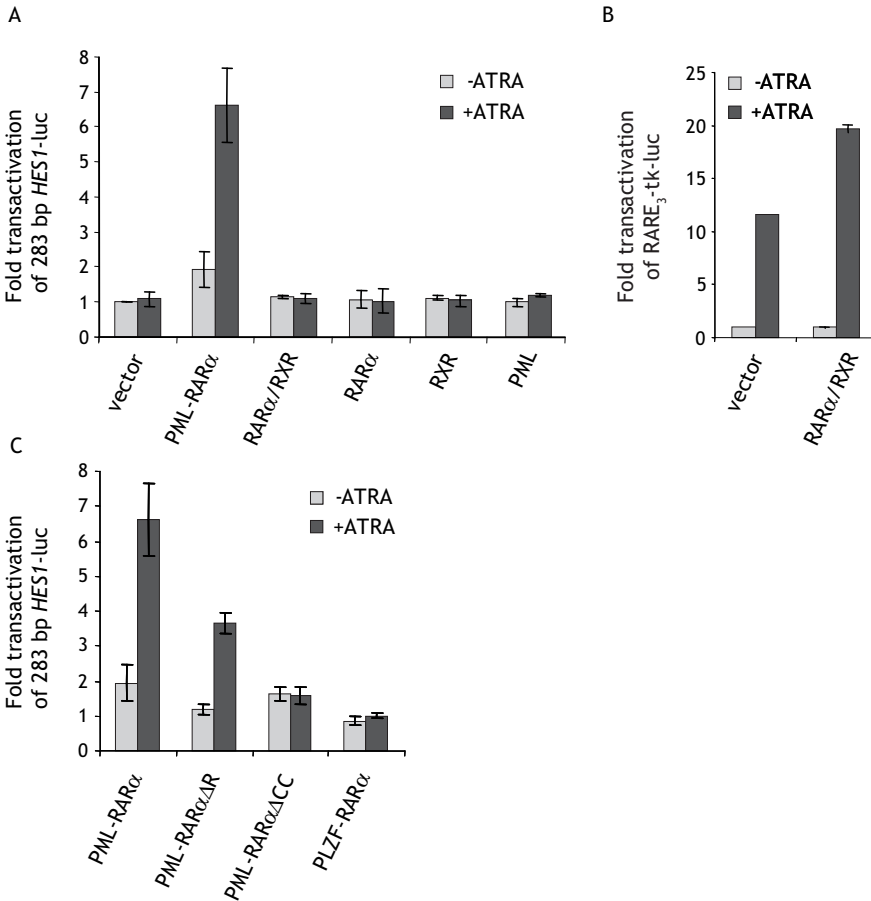 A
Fold transactivation
of 283 bp HES1-luc
8
7
6
5
4
3
2
1
0
-ATRA
+ATRA
vector
PML-RARα
RARα/RXR
RARα
RXR
PML
B
Fold transactivation
of RARE₃-tk-luc
25
20
15
10
5
0
-ATRA
+ATRA
vector
RARα/RXR
C
Fold transactivation
of 283 bp HES1-luc
8
7
6
5
4
3
2
1
0
-ATRA
+ATRA
PML-RARα
PML-RARαΔR
PML-RARαΔCC
PLZF-RARα